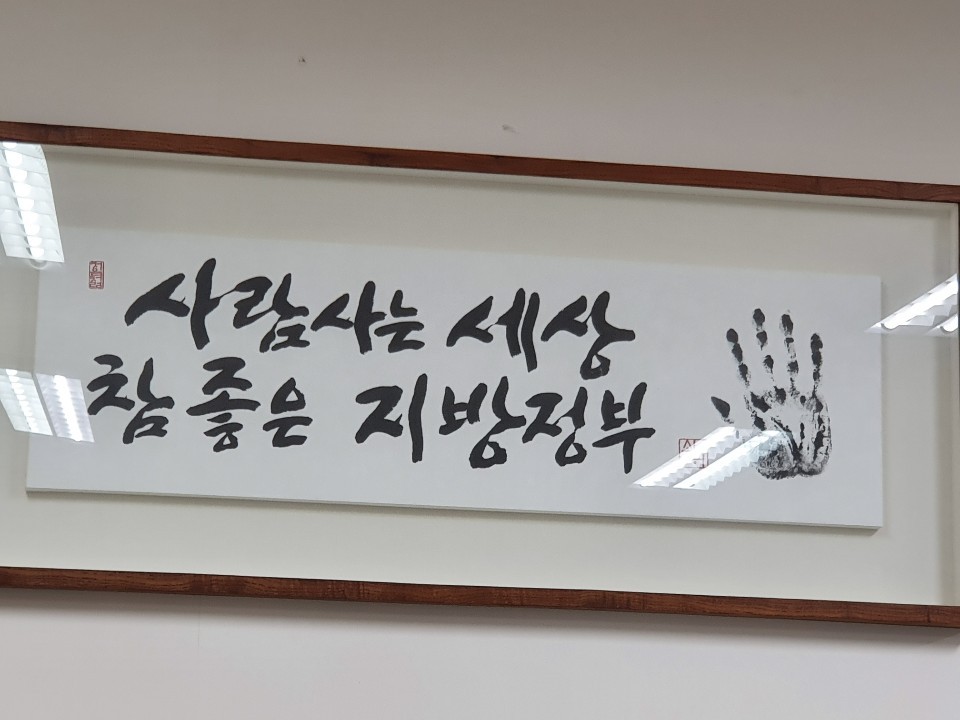 사람사는 세상
참 좋은 지방정부